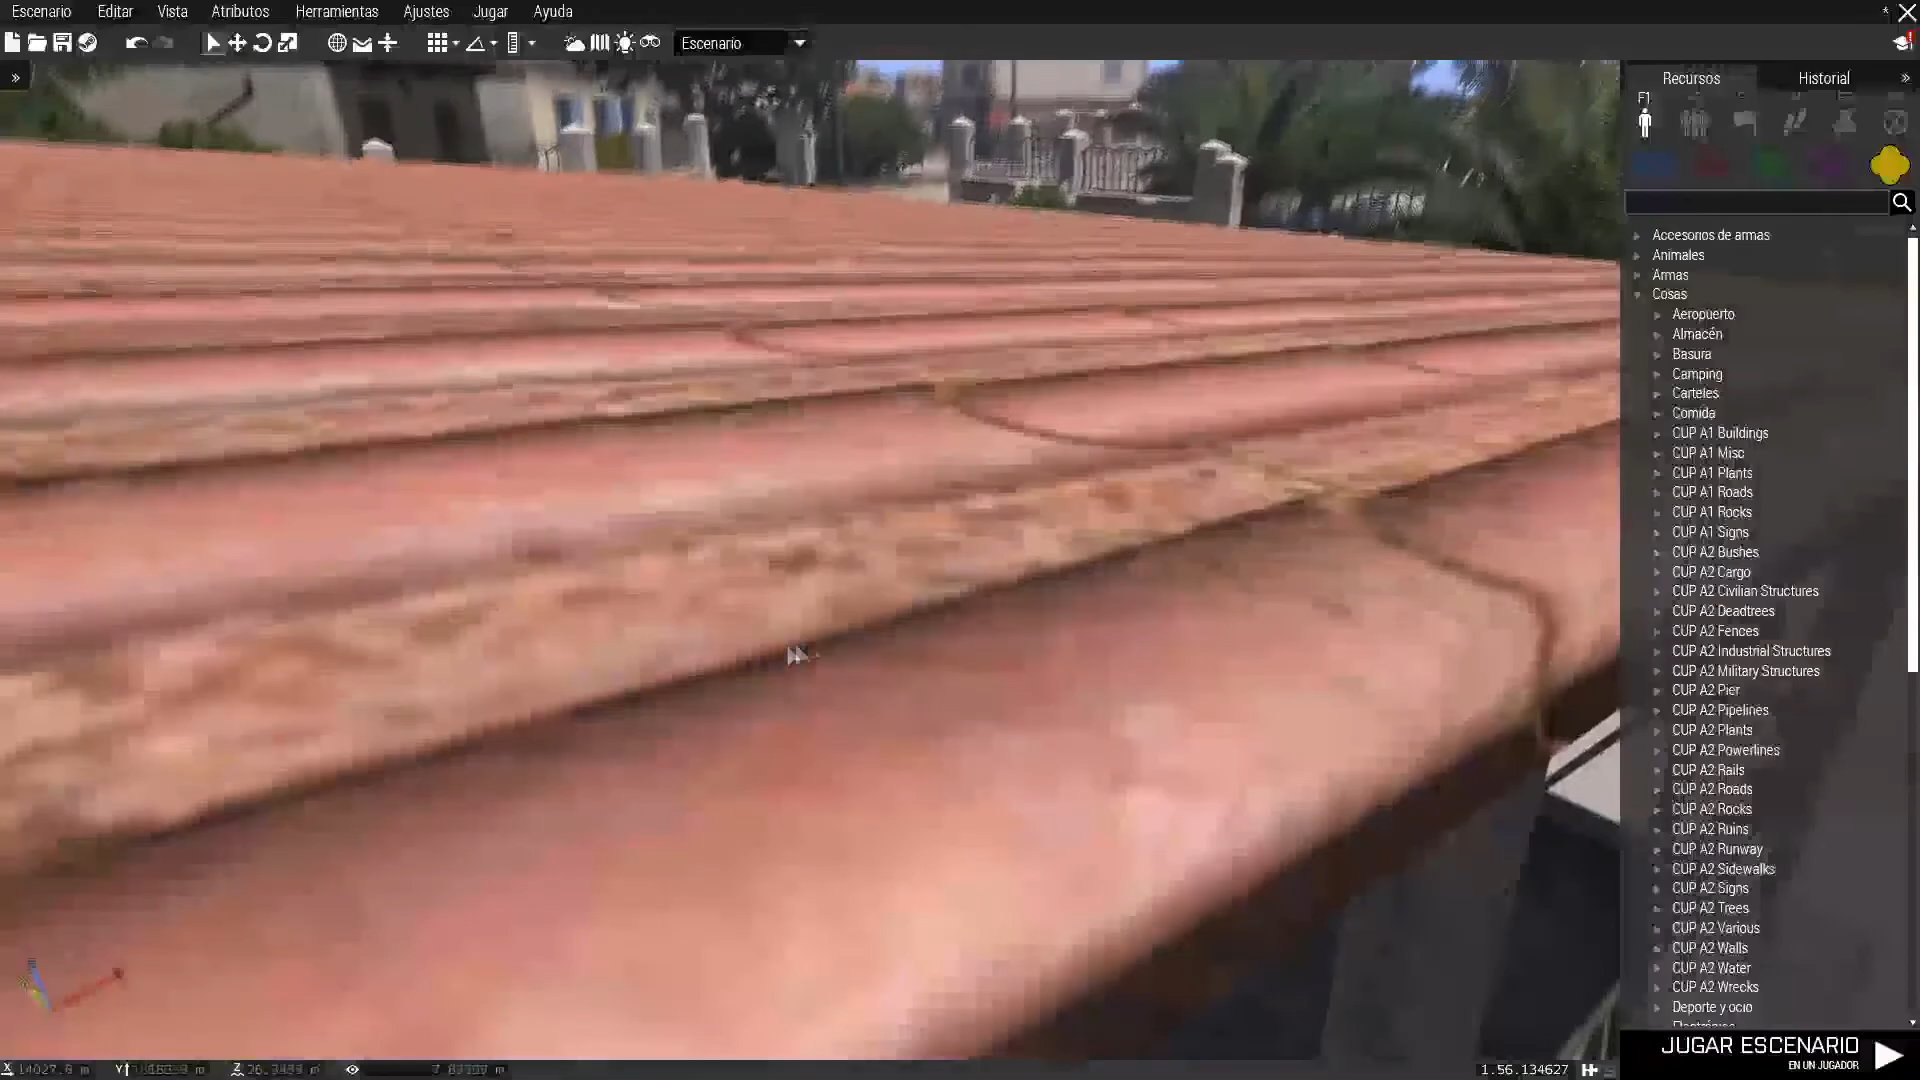 Escenario Editar Vista Atributos Herramientas Ajustes Jugar Ayuda
Escenario
Recursos Historial
F1
Accesorios de armas
Animales
Armas
Cosas
Aeropuerto
Almacén
Basura
Camping
Carteles
Comida
CUP A1 Buildings
CUP A1 Misc
CUP A1 Plants
CUP A1 Roads
CUP A1 Rocks
CUP A1 Signs
CUP A2 Bushes
CUP A2 Cargo
CUP A2 Civilian Structures
CUP A2 Deadtrees
CUP A2 Fences
CUP A2 Industrial Structures
CUP A2 Military Structures
CUP A2 Pier
CUP A2 Pipelines
CUP A2 Plants
CUP A2 Powerlines
CUP A2 Rails
CUP A2 Roads
CUP A2 Rocks
CUP A2 Ruins
CUP A2 Runway
CUP A2 Sidewalks
CUP A2 Signs
CUP A2 Trees
CUP A2 Various
CUP A2 Walls
CUP A2 Water
CUP A2 Wrecks
Deporte y ocio
JUGAR ESCENARIO
EN UN JUGADOR
X m Y m Z 1.56.134627